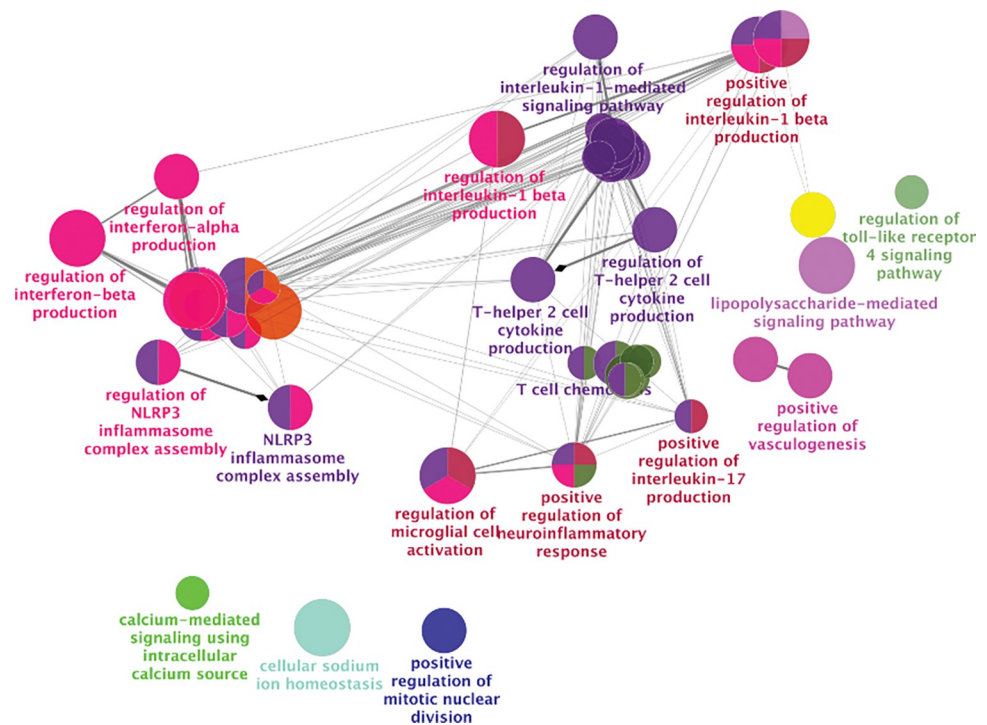 regulation of
interleukin-1-mediated
signaling pathway
positive
regulation of
interleukin-1 beta
production
regulation of
interleukin-1 beta
production
regulation of
interferon-alpha
production
regulation of
interferon-beta
production
regulation of
toll-like receptor
4 signaling
pathway
lipopolysaccharide-mediated
signaling pathway
regulation of
T-helper 2 cell
cytokine
production
T-helper 2 cell
cytokine
production
T cell chemotaxis
regulation of
NLRP3
inflammasome
complex assembly
NLRP3
inflammasome
complex assembly
positive
regulation of
vasculogenesis
positive
regulation of
interleukin-17
production
regulation of
microglial cell
activation
positive
regulation of
neuroinflammatory
response
calcium-mediated
signaling using
intracellular
calcium source
cellular sodium
ion homeostasis
positive
regulation of
mitotic nuclear
division